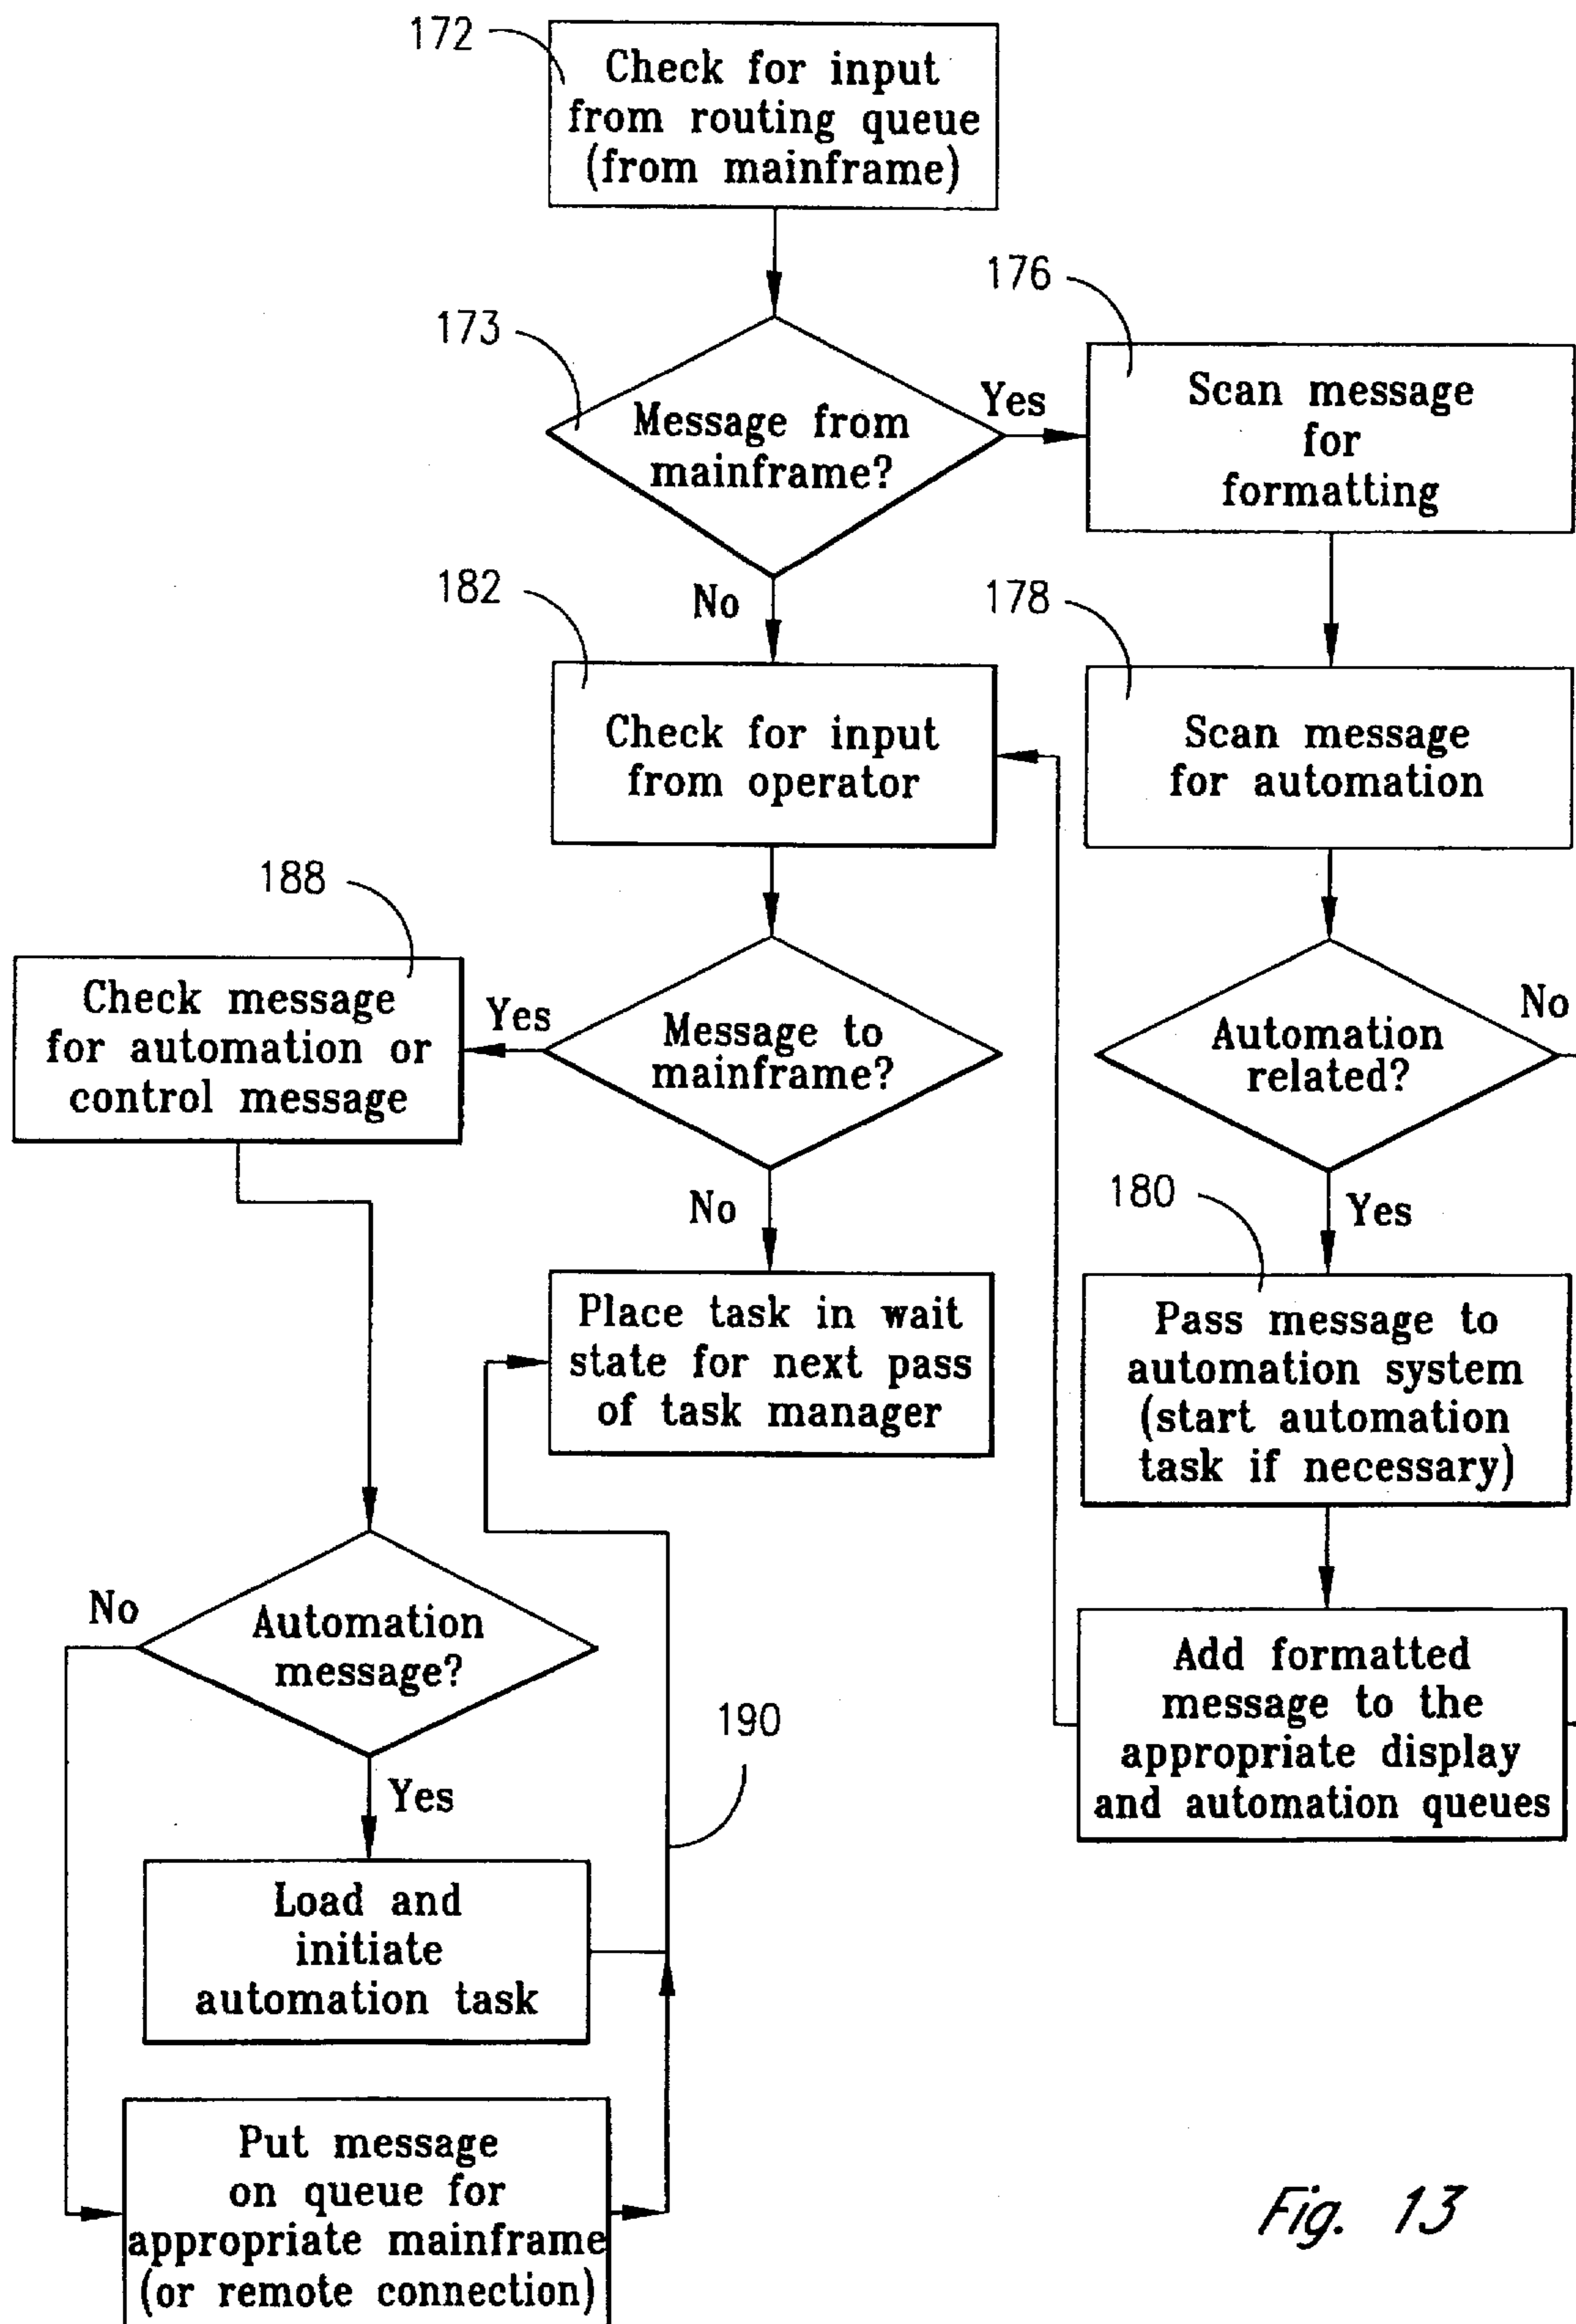 172
Check for input
from routing queue
(from mainframe)
173
Message from
mainframe?
Yes
No
176
Scan message
for
formatting
182
Check for input
from operator
178
Scan message
for automation
188
Check message
for automation or
control message
Yes
Message to
mainframe?
No
Automation
related?
No
Yes
180
Place task in wait
state for next pass
of task manager
Pass message to
automation system
(start automation
task if necessary)
No
Automation
message?
Yes
190
Add formatted
message to the
appropriate display
and automation queues
Load and
initiate
automation task
Put message
on queue for
appropriate mainframe
(or remote connection)
Fig. 13